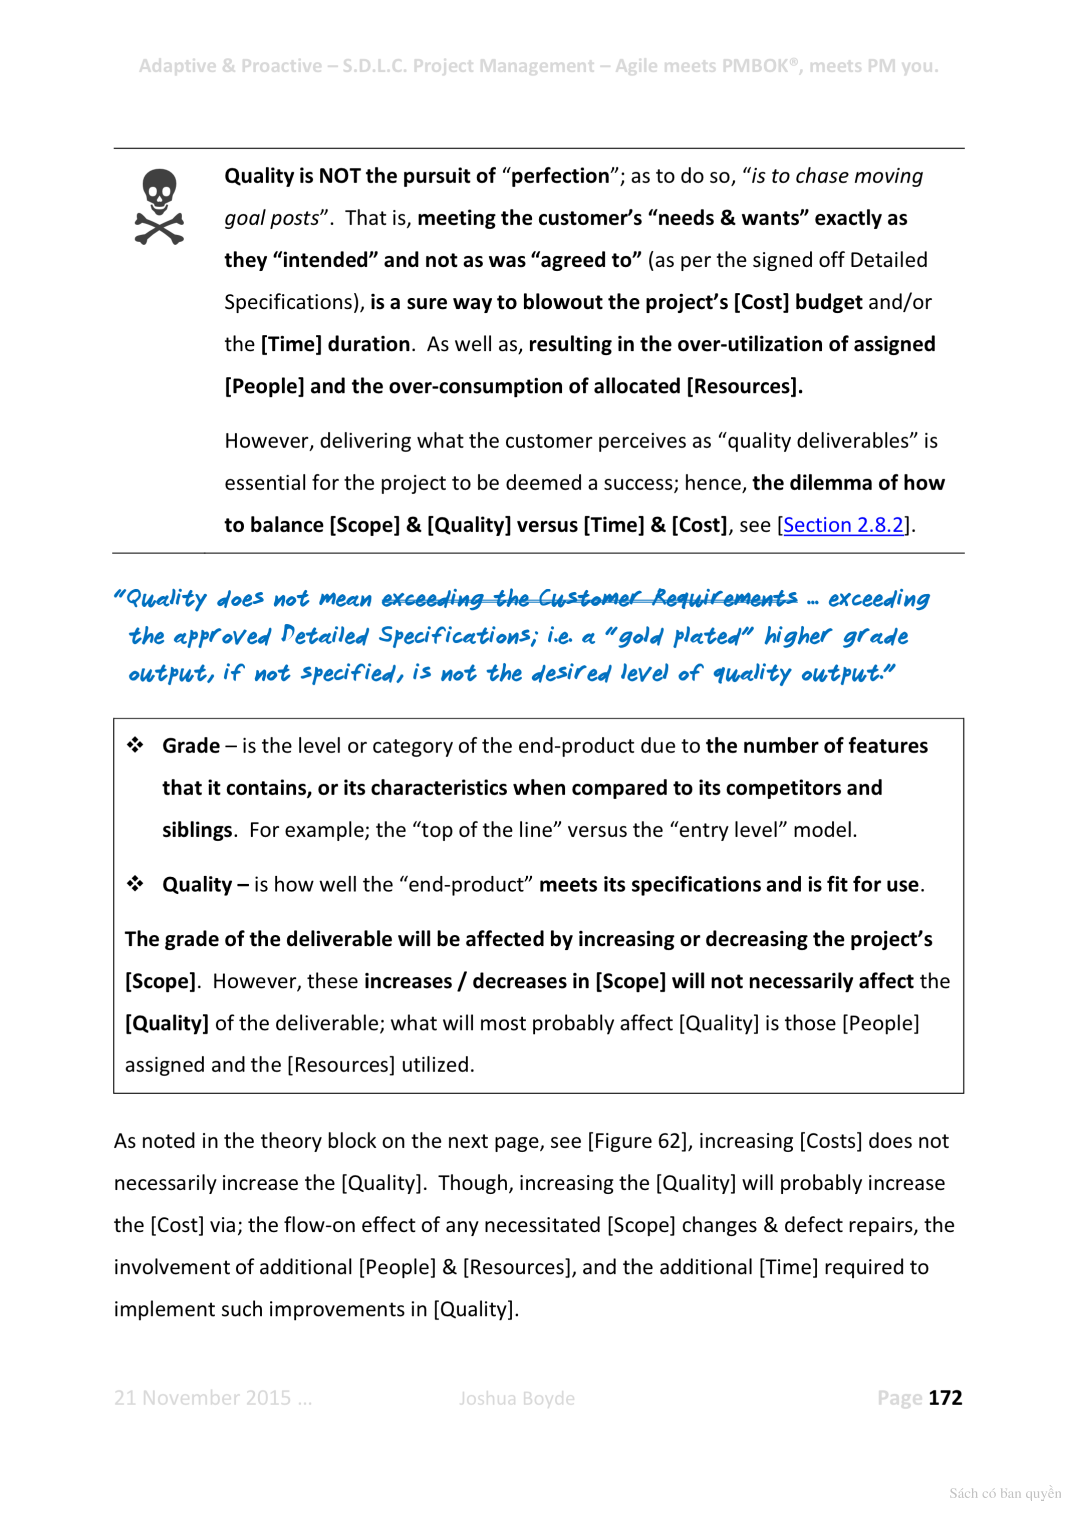 Adaptive & Proactive – S.D.L.C. Project Management – Agile meets PMBOK®, meets PM you.
Quality is NOT the pursuit of “perfection”; as to do so, “is to chase moving
goal posts”. That is, meeting the customer’s “needs & wants” exactly as
they “intended” and not as was “agreed to” (as per the signed off Detailed
Specifications), is a sure way to blowout the project’s [Cost] budget and/or
the [Time] duration. As well as, resulting in the over-utilization of assigned
[People] and the over-consumption of allocated [Resources].
However, delivering what the customer perceives as “quality deliverables” is
essential for the project to be deemed a success; hence, the dilemma of how
to balance [Scope] & [Quality] versus [Time] & [Cost], see [Section 2.8.2].
“Quality does not mean exceeding the Customer Requirements ... exceeding
the approved Detailed Specifications; i.e. a “gold plated” higher grade
output, if not specified, is not the desired level of quality output.”
❖ Grade – is the level or category of the end-product due to the number of features
that it contains, or its characteristics when compared to its competitors and
siblings. For example; the “top of the line” versus the “entry level” model.
❖ Quality – is how well the “end-product” meets its specifications and is fit for use.
The grade of the deliverable will be affected by increasing or decreasing the project’s
[Scope]. However, these increases / decreases in [Scope] will not necessarily affect the
[Quality] of the deliverable; what will most probably affect [Quality] is those [People]
assigned and the [Resources] utilized.
As noted in the theory block on the next page, see [Figure 62], increasing [Costs] does not
necessarily increase the [Quality]. Though, increasing the [Quality] will probably increase
the [Cost] via; the flow-on effect of any necessitated [Scope] changes & defect repairs, the
involvement of additional [People] & [Resources], and the additional [Time] required to
implement such improvements in [Quality].
21 November 2015 ... Joshua Boyde Page 172
Sách có bản quyền